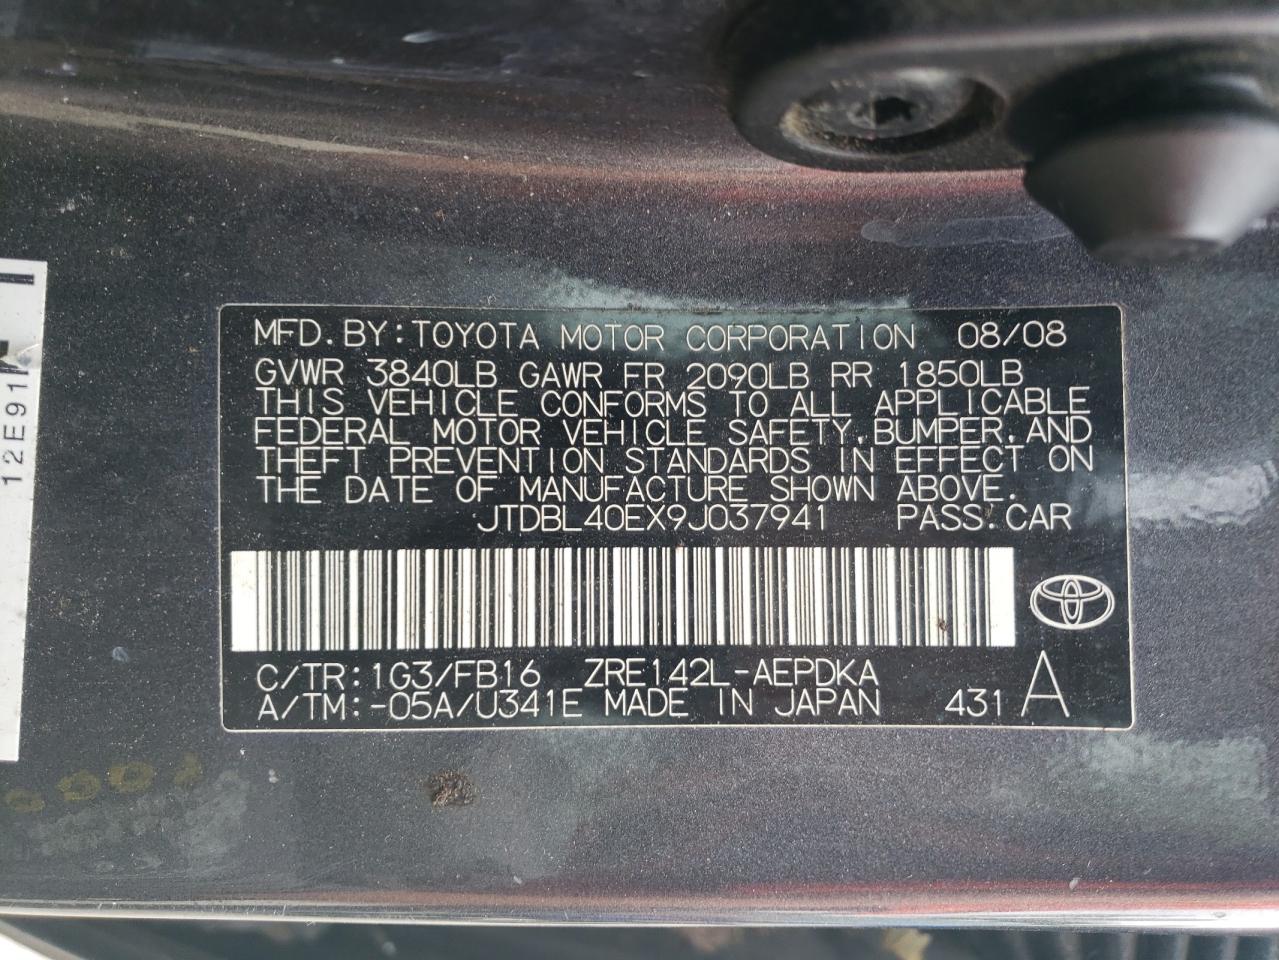 MFD. BY: TOYOTA MOTOR CORPORATION 08/08
GVWR 3840LB GAWR FR 2090LB RR 1850LB
THIS VEHICLE CONFORMS TO ALL APPLICABLE
FEDERAL MOTOR VEHICLE SAFETY, BUMPER, AND
THEFT PREVENTION STANDARDS IN EFFECT ON
THE DATE OF MANUFACTURE SHOWN ABOVE.
JTDBL40EX9J037941 PASS. CAR
C/TR: 1G3/FB16 ZRE142L-AEPDKA
A/TM: -05A/U341E MADE IN JAPAN 431 A
12E91